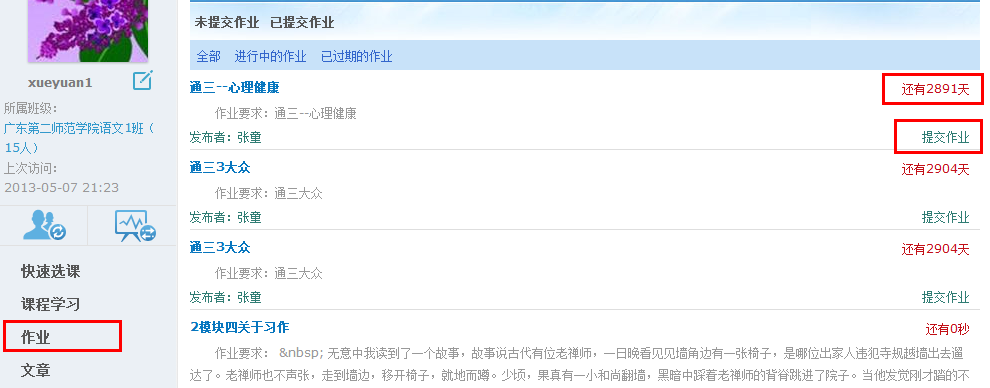 xueyuan1
所属班级:
广东第二师范学院语文1班（
15人）
上次访问:
2013-05-07 21:23
快速选课
课程学习
作业
文章
未提交作业 已提交作业
全部 进行中的作业 已过期的作业
通三--心理健康 还有2891天
作业要求: 通三--心理健康
发布者: 张童 提交作业
通三3大众 还有2904天
作业要求: 通三3大众
发布者: 张童 提交作业
通三3大众 还有2904天
作业要求: 通三3大众
发布者: 张童 提交作业
2模块四关于习作 还有0秒
作业要求: &nbsp; 无意中我读到了一个故事，故事说古代有位老禅师，一日晚看见见墙角边有一张椅子，是哪位出家人违犯寺规越墙出去遛
达了。老禅师也不声张，走到墙边，移开椅子，就地而蹲。少顷，果真有一小和尚翻墙，黑暗中踩着老禅师的背脊跳进了院子。当他发觉刚才踏的不